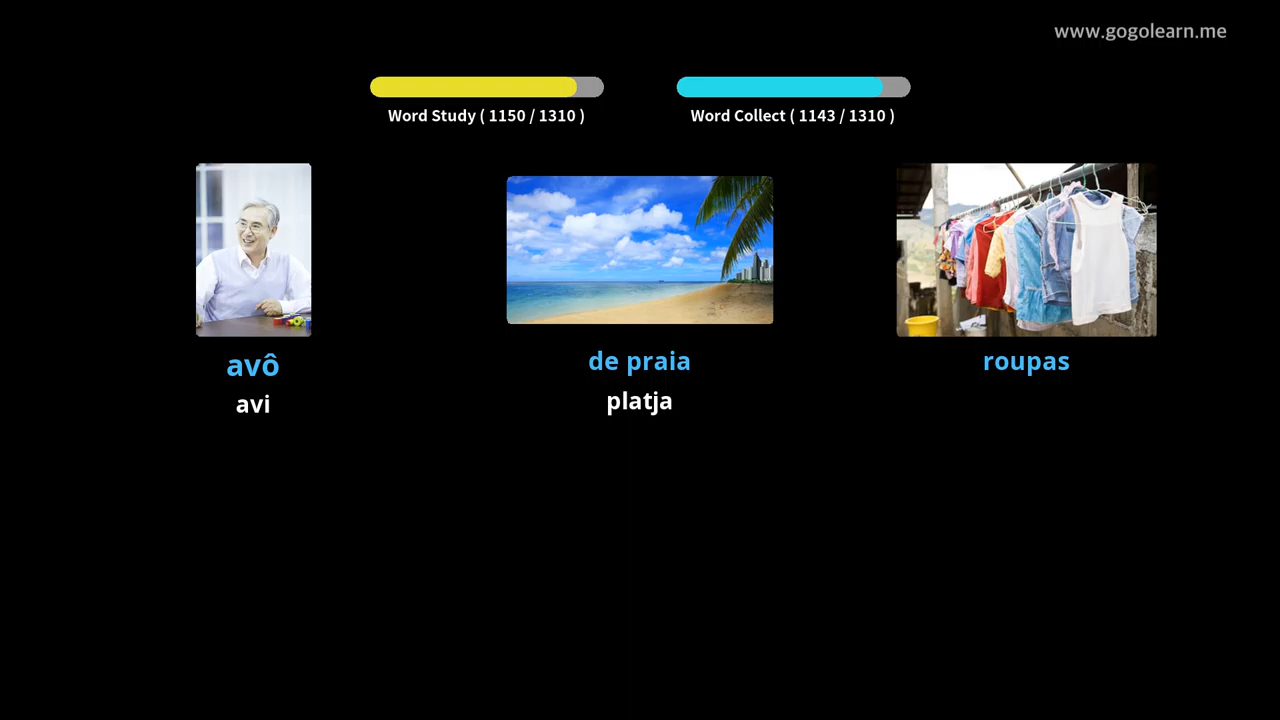 www.gogolearn.me
Word Study ( 1150 / 1310 )
Word Collect ( 1143 / 1310 )
avô
avi
de praia
platja
roupas